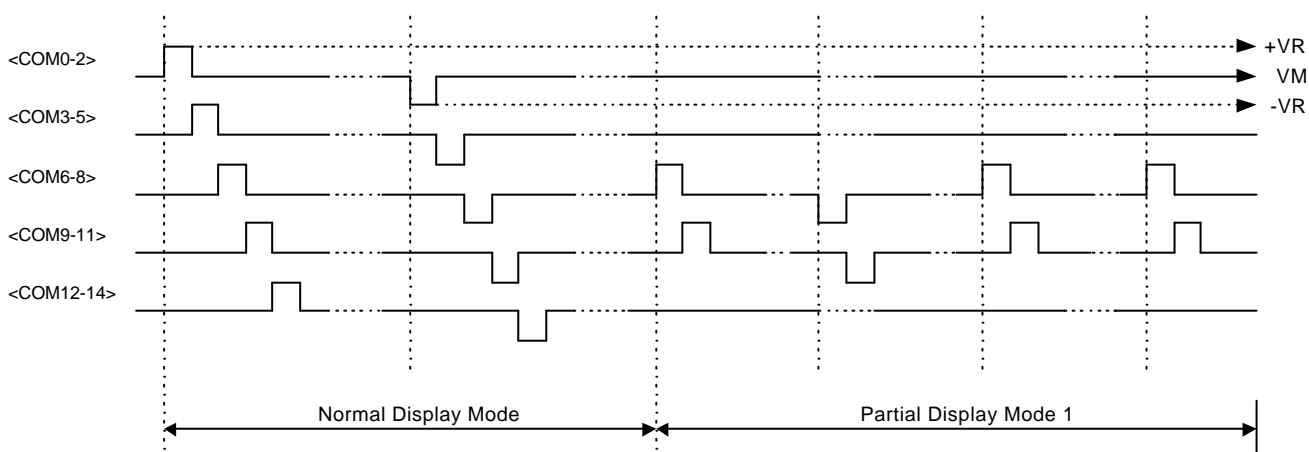 <COM0-2>
+VR
VM
<COM3-5>
-VR
<COM6-8>
<COM9-11>
<COM12-14>
Normal Display Mode
Partial Display Mode 1